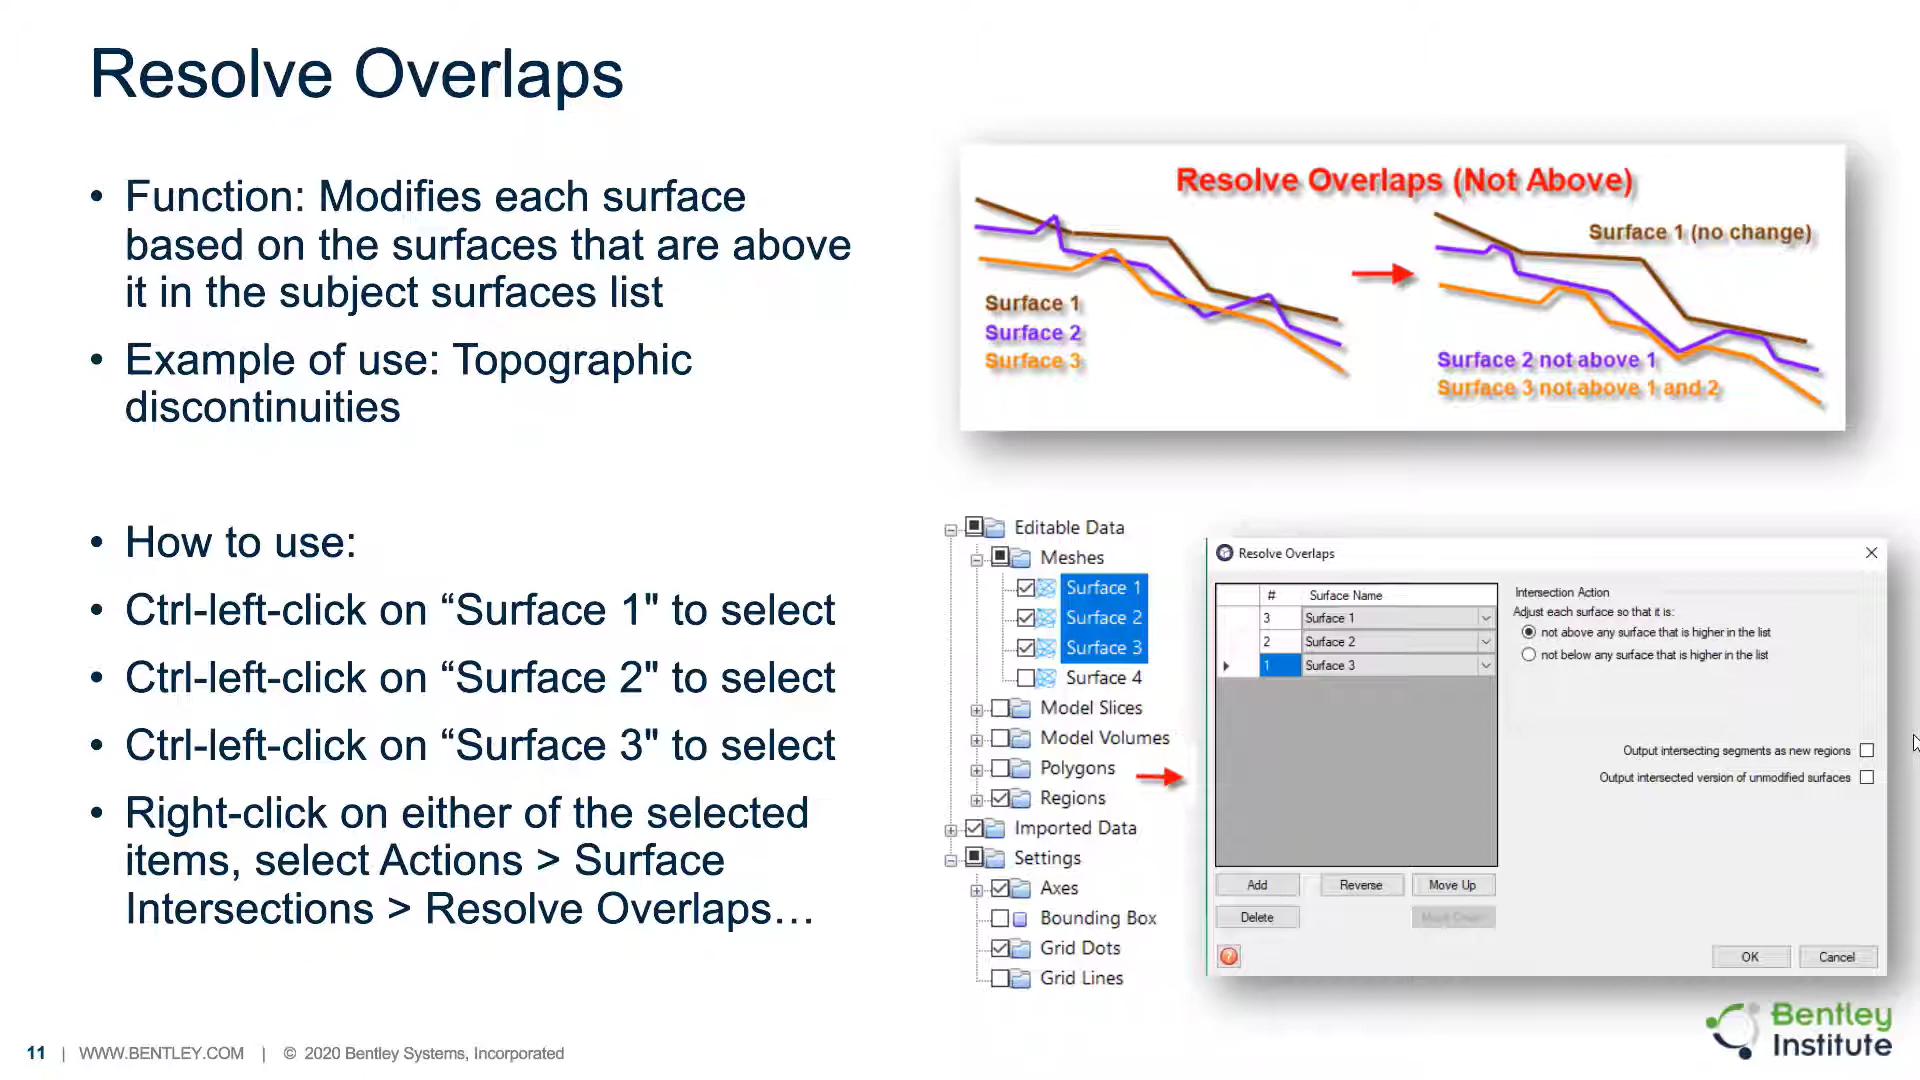 Resolve Overlaps
• Function: Modifies each surface
based on the surfaces that are above
it in the subject surfaces list
• Example of use: Topographic
discontinuities
• How to use:
• Ctrl-left-click on “Surface 1" to select
• Ctrl-left-click on “Surface 2" to select
• Ctrl-left-click on “Surface 3" to select
• Right-click on either of the selected
items, select Actions > Surface
Intersections > Resolve Overlaps…
Resolve Overlaps (Not Above)
Surface 1
Surface 2
Surface 3
Surface 1 (no change)
Surface 2 not above 1
Surface 3 not above 1 and 2
Editable Data
Meshes
Surface 1
Surface 2
Surface 3
Surface 4
Model Slices
Model Volumes
Polygons
Regions
Imported Data
Settings
Axes
Bounding Box
Grid Dots
Grid Lines
Resolve Overlaps
# Surface Name
3 Surface 1
2 Surface 2
1 Surface 3
Intersection Action
Adjust each surface so that it is:
not above any surface that is higher in the list
not below any surface that is higher in the list
Output intersecting segments as new regions
Output intersected version of unmodified surfaces
Add Reverse Move Up
Delete Move Down
OK Cancel
11 | WWW.BENTLEY.COM | © 2020 Bentley Systems, Incorporated
Bentley
Institute